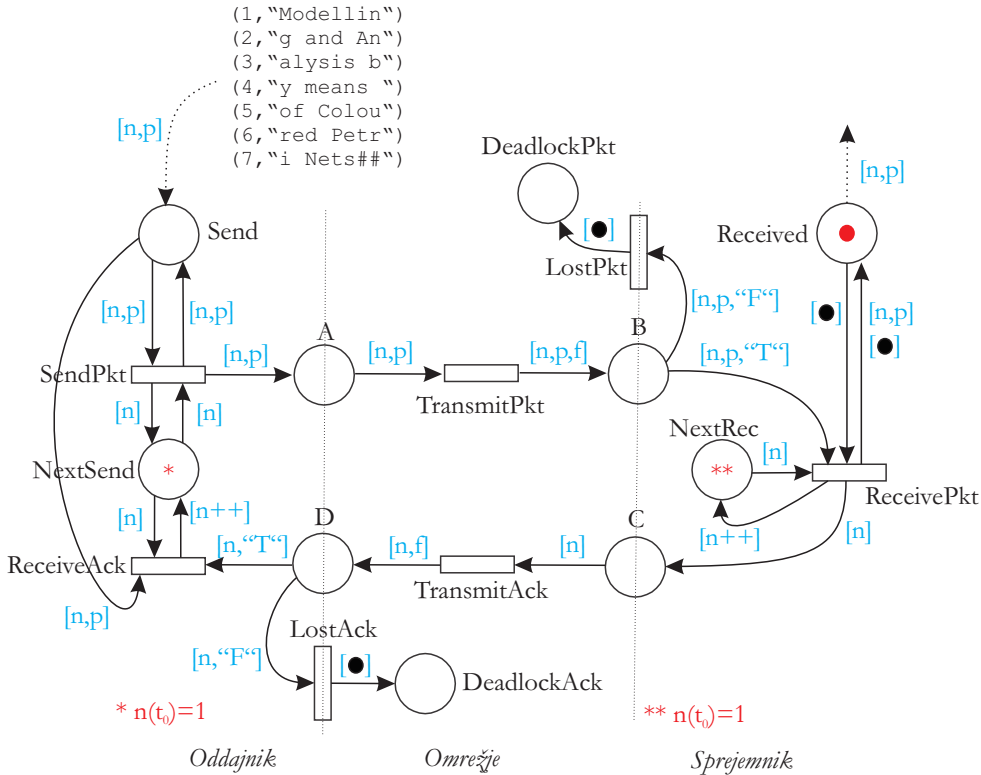 (1,“Modellin“)
(2,“g and An“)
(3,“alysis b“)
(4,“y means “)
(5,“of Colou“)
(6,“red Petr“)
(7,“i Nets##“)
[n,p]
DeadlockPkt
[n,p]
Send
[●]
Received
LostPkt
[n,p]
[n,p]
[n,p,“F“]
[●]
[n,p]
[●]
A
B
SendPkt
[n,p]
[n,p]
[n,p,f]
[n,p,“T“]
TransmitPkt
[n]
[n]
NextRec
NextSend
*
**
[n]
ReceivePkt
[n]
[n++]
D
C
[n++]
[n]
ReceiveAck
[n,“T“]
[n,f]
[n]
TransmitAck
[n,p]
LostAck
[n,“F“]
[●]
DeadlockAck
* n(t₀)=1
** n(t₀)=1
Oddajnik
Omrežje
Sprejemnik